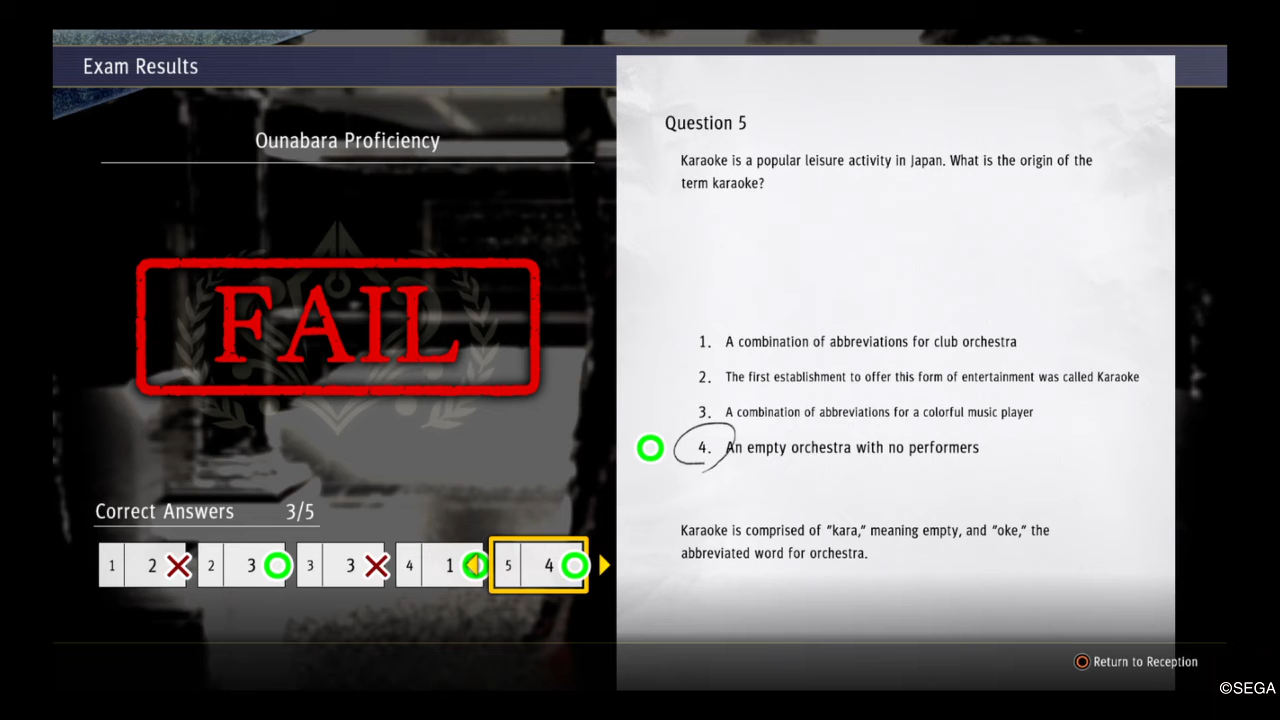 Exam Results
Ounabara Proficiency
FAIL
Correct Answers 3/5
1 2 2 3 3 3 4 1 5 4
Question 5
Karaoke is a popular leisure activity in Japan. What is the origin of the
term karaoke?
1. A combination of abbreviations for club orchestra
2. The first establishment to offer this form of entertainment was called Karaoke
3. A combination of abbreviations for a colorful music player
4. An empty orchestra with no performers
Karaoke is comprised of “kara,” meaning empty, and “oke,” the
abbreviated word for orchestra.
Return to Reception
©SEGA